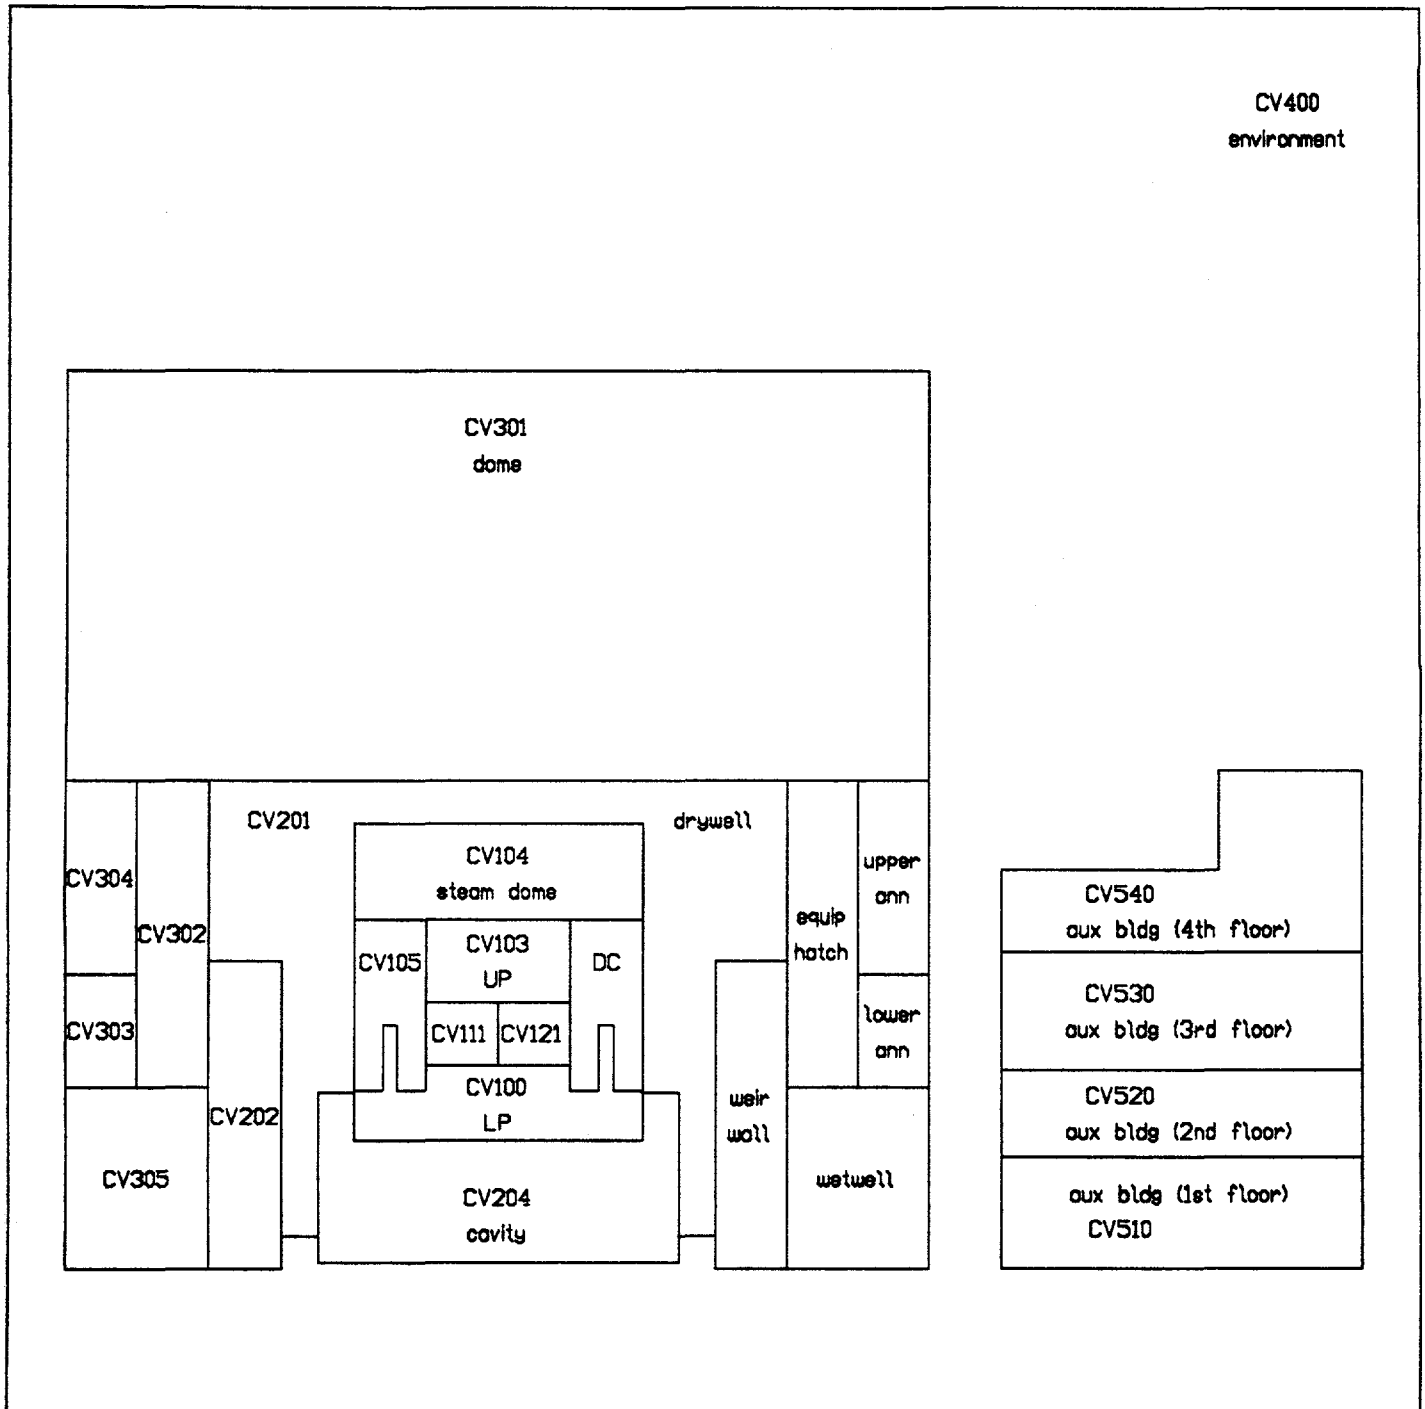 CV400
environment
CV301
dome
CV201
drywell
CV104
steam dome
CV304
upper
ann
CV302
equip
hatch
CV103
UP
CV105
DC
CV303
lower
ann
CV111
CV121
CV100
LP
CV202
weir
wall
CV305
wetwell
CV204
cavity
CV540
aux bldg (4th floor)
CV530
aux bldg (3rd floor)
CV520
aux bldg (2nd floor)
aux bldg (1st floor)
CV510